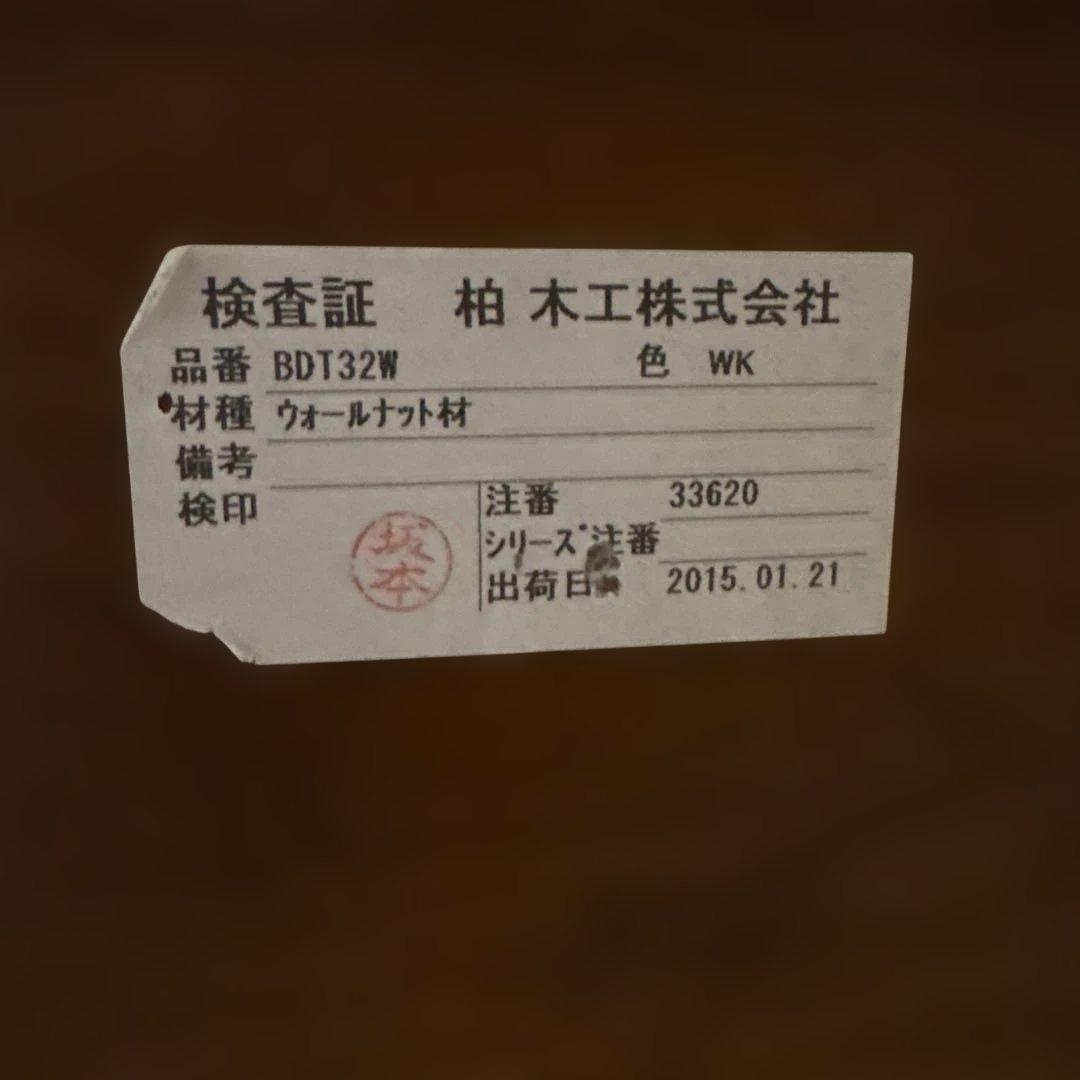 検査証 柏木工株式会社
品番 BDT32W 色 WK
材種 ウォールナット材
備考
検印 坂本
注番 33620
シリーズ注番
出荷日 2015.01.21